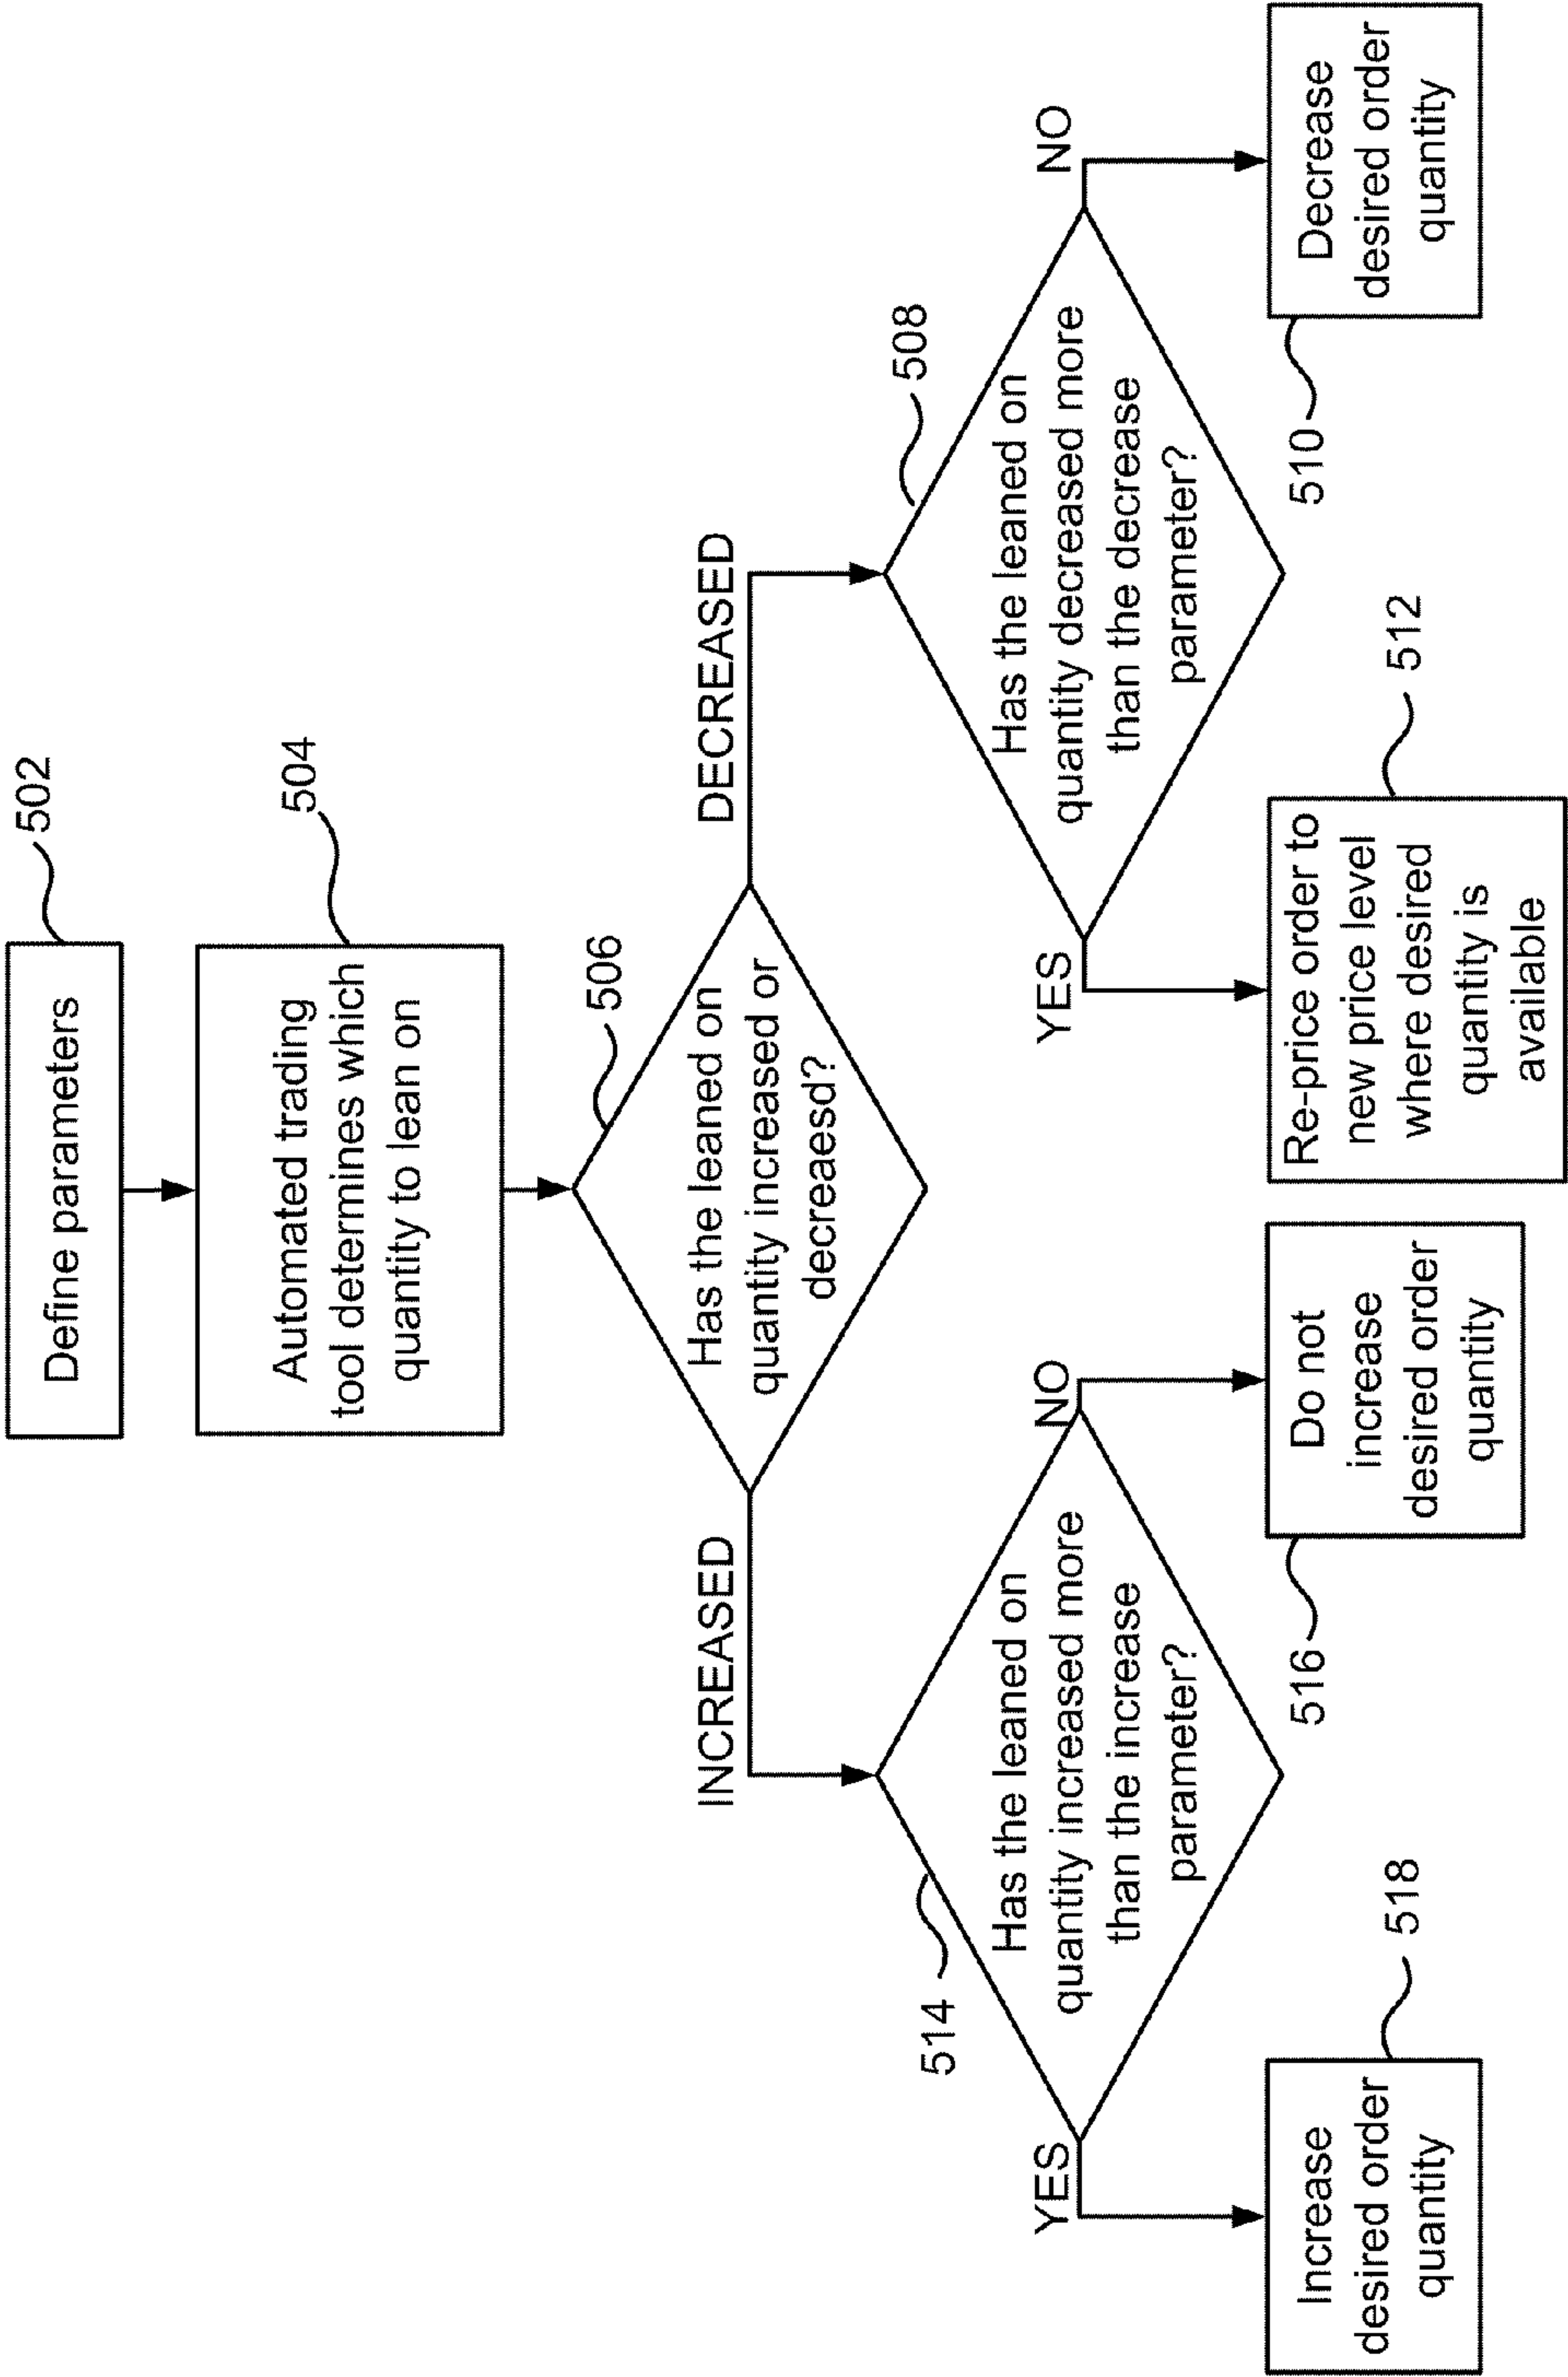 502
Define parameters
504
Automated trading
tool determines which
quantity to lean on
506
Has the leaned on
quantity increased or
decreaesd?
INCREASED
DECREASED
514
Has the leaned on
quantity increased more
than the increase
parameter?
508
Has the leaned on
quantity decreased more
than the decrease
parameter?
YES
NO
YES
NO
518
Increase
desired order
quantity
516
Do not
increase
desired order
quantity
512
Re-price order to
new price level
where desired
quantity is
available
510
Decrease
desired order
quantity